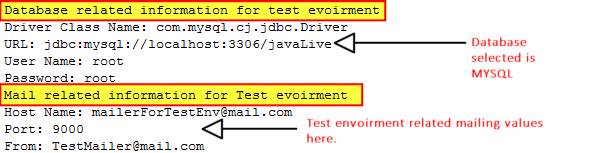 Database related information for test evoirment
Driver Class Name: com.mysql.cj.jdbc.Driver
URL: jdbc:mysql://localhost:3306/javaLive
User Name: root
Password: root
Database
selected is
MYSQL
Mail related information for Test evoirment
Host Name: mailerForTestEnv@mail.com
Port: 9000
From: TestMailer@mail.com
Test envoirment related mailing values
here.